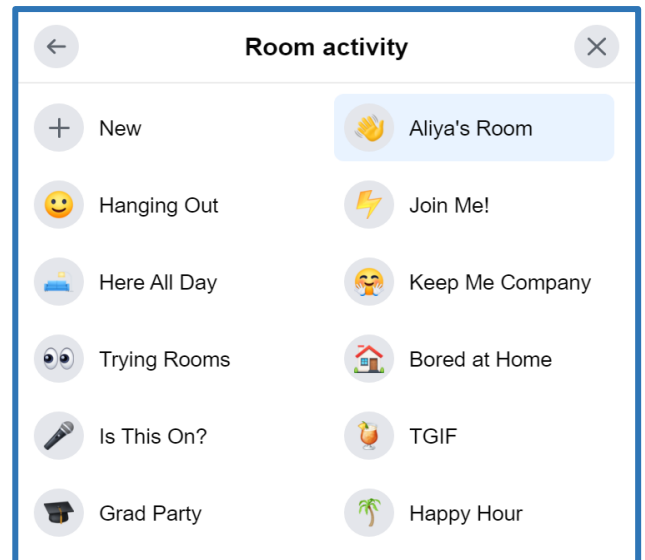 Room activity
New
Aliya's Room
Hanging Out
Join Me!
Here All Day
Keep Me Company
Trying Rooms
Bored at Home
Is This On?
TGIF
Grad Party
Happy Hour